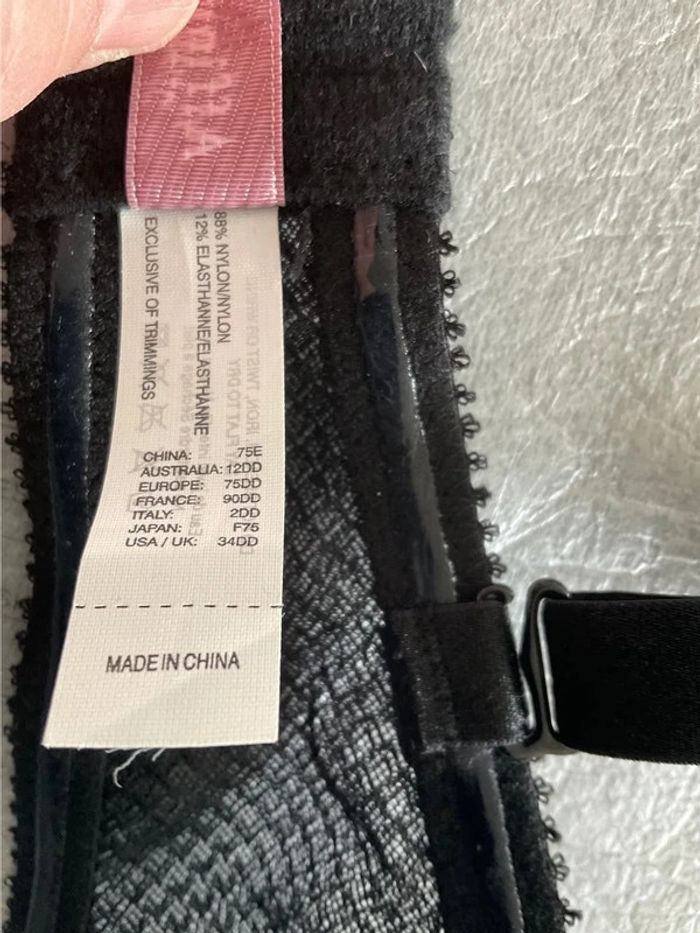 88% NYLON/NYLON
12% ELASTHANNE/ELASTHANNE
EXCLUSIVE OF TRIMMINGS
CHINA: 75E
AUSTRALIA: 12DD
EUROPE: 75DD
FRANCE: 90DD
ITALY: 2DD
JAPAN: F75
USA / UK: 34DD
MADE IN CHINA